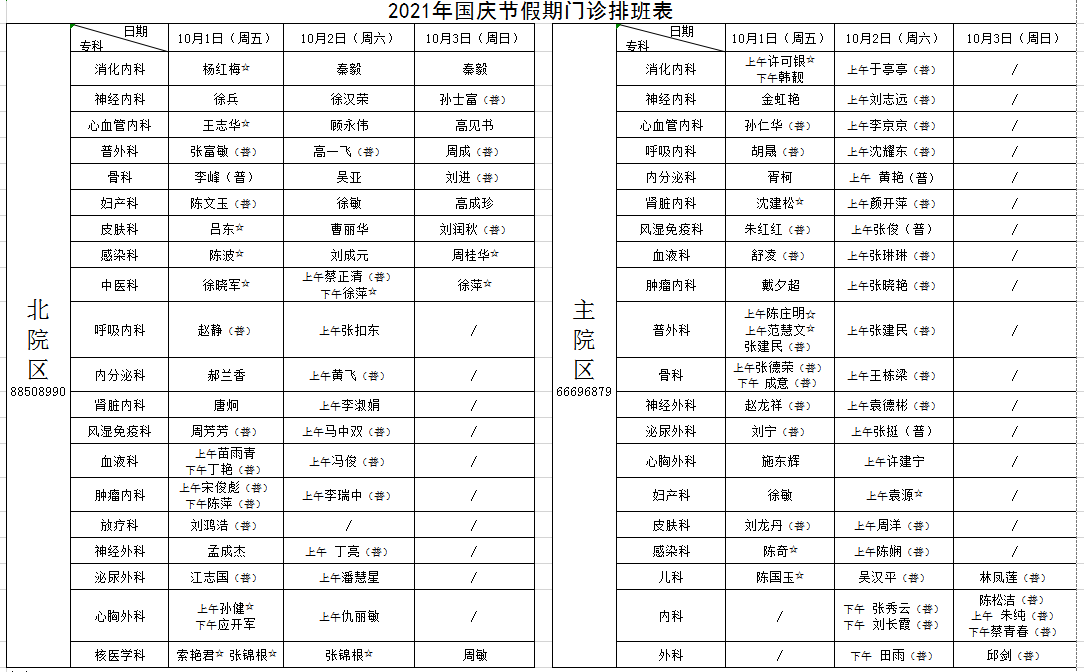 2021年国庆节假期门诊排班表
北院区
88508990
日期
专科
10月1日（周五） 10月2日（周六） 10月3日（周日）
消化内科 杨红梅☆ 秦毅 秦毅
神经内科 徐兵 徐汉荣 孙士富（普）
心血管内科 王志华☆ 顾永伟 高见书
普外科 张富敏（普） 高一飞（普） 周成（普）
骨科 李峰（普） 吴亚 刘进（普）
妇产科 陈文玉（普） 徐敏 高成珍
皮肤科 吕东☆ 曹丽华 刘润秋（普）
感染科 陈波☆ 刘成元 周桂华☆
中医科 徐晓军☆ 上午蔡正清（普） 徐萍☆
下午徐萍☆
呼吸内科 赵静（普） 上午张扣东 /
内分泌科 郝兰香 上午黄飞（普） /
肾脏内科 唐炯 上午李淑娟 /
风湿免疫科 周芳芳（普） 上午马中双（普） /
血液科 上午苗雨青 上午冯俊（普） /
下午丁艳（普）
肿瘤内科 上午宋俊彪（普） 上午李瑞中（普） /
下午陈萍（普）
放疗科 刘鸿浩（普） / /
神经外科 孟成杰 上午 丁亮（普） /
泌尿外科 江志国（普） 上午潘慧星 /
心胸外科 上午孙健☆ 上午仇丽敏 /
下午应开军
核医学科 索艳君☆ 张锦根☆ 张锦根☆ 周敏
主院区
66696879
日期
专科
10月1日（周五） 10月2日（周六） 10月3日（周日）
消化内科 上午许可银☆ 上午于亭亭（普） /
下午韩靓
神经内科 金虹艳 上午刘志远（普） /
心血管内科 孙仁华（普） 上午李京京（普） /
呼吸内科 胡晟（普） 上午沈耀东（普） /
内分泌科 胥柯 上午 黄艳（普） /
肾脏内科 沈建松☆ 上午颜开萍（普） /
风湿免疫科 朱红红（普） 上午张俊（普） /
血液科 舒凌（普） 上午张琳琳（普） /
肿瘤内科 戴夕超 上午张晓艳（普） /
普外科 上午陈庄明☆ 上午张建民（普） /
上午范慧文☆
张建民（普）
骨科 上午张德荣（普） 上午王栋梁（普） /
下午 成意（普）
神经外科 赵龙祥（普） 上午袁德彬（普） /
泌尿外科 刘宁（普） 上午张挺（普） /
心胸外科 施东辉 上午许建宁 /
妇产科 徐敏 上午袁源☆ /
皮肤科 刘龙丹（普） 上午周洋（普） /
感染科 陈奇☆ 上午陈娴（普） /
儿科 陈国玉☆ 吴汉平（普） 林凤莲（普）
内科 / 下午 张秀云（普） 陈松洁（普）
下午 刘长霞（普） 上午 朱纯（普）
下午蔡青春（普）
外科 / 下午 田雨（普） 邱剑（普）